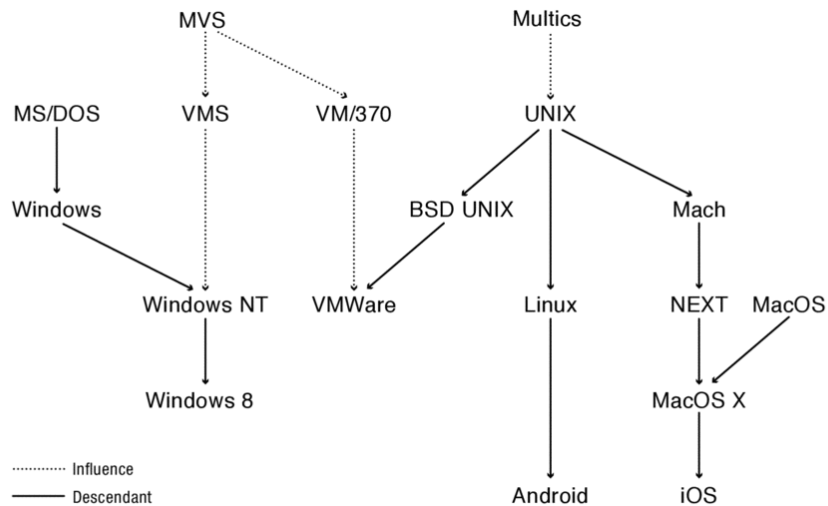 MVS Multics
MS/DOS VMS VM/370 UNIX
Windows BSD UNIX Mach
Windows NT VMWare Linux NEXT MacOS
Windows 8 MacOS X
Influence
Descendant Android iOS